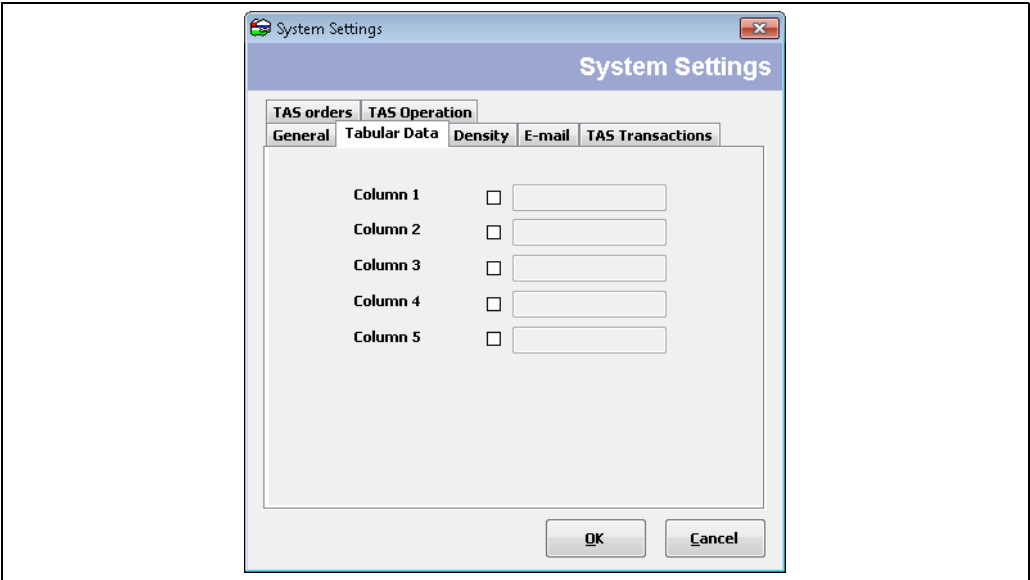 System Settings
System Settings
TAS orders TAS Operation
General Tabular Data Density E-mail TAS Transactions
Column 1
Column 2
Column 3
Column 4
Column 5
OK Cancel